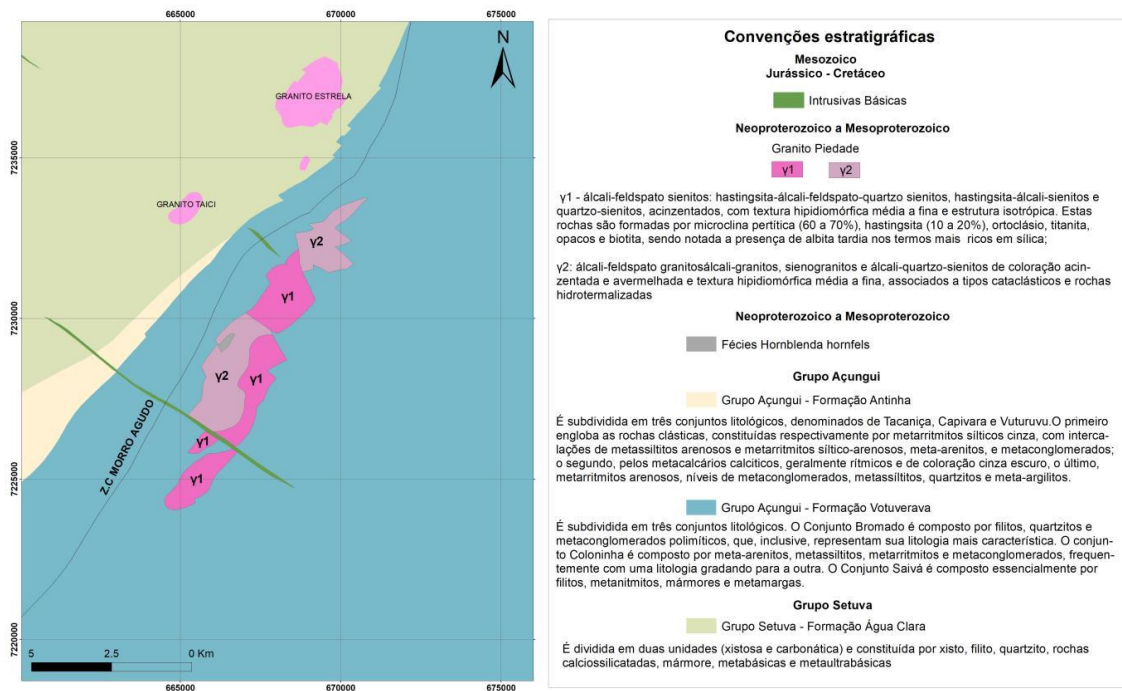 665000
670000
675000
N
GRANITO ESTRELA
7235000
7235000
GRANITO TAICI
γ2
γ1
7230000
7230000
γ2
γ1
Z.C MORRO AGUDO
γ1
γ1
7225000
7225000
7220000
7220000
5
2.5
0 Km
665000
670000
675000
Convenções estratigráficas
Mesozoico
Jurássico - Cretáceo
Intrusivas Básicas
Neoproterozoico a Mesoproterozoico
Granito Piedade
γ1
γ2
γ1 - álcali-feldspato sienitos: hastingsita-álcali-feldspato-quartzo sienitos, hastingsita-álcali-sienitos e
quartzo-sienitos, acinzentados, com textura hipidiomórfica média a fina e estrutura isotrópica. Estas
rochas são formadas por microclina pertítica (60 a 70%), hastingsita (10 a 20%), ortoclásio, titanita,
opacos e biotita, sendo notada a presença de albita tardia nos termos mais ricos em sílica;
γ2: álcali-feldspato granitosálcali-granitos, sienogranitos e álcali-quartzo-sienitos de coloração acin-
zentada e avermelhada e textura hipidiomórfica média a fina, associados a tipos cataclásticos e rochas
hidrotermalizadas
Neoproterozoico a Mesoproterozoico
Fécies Hornblenda hornfels
Grupo Açungui
Grupo Açungui - Formação Antinha
É subdividida em três conjuntos litológicos, denominados de Tacaniça, Capivara e Vuturuvu.O primeiro
engloba as rochas clásticas, constituídas respectivamente por metarritmitos sílticos cinza, com interca-
lações de metassiltitos arenosos e metarritmitos síltico-arenosos, meta-arenitos, e metaconglomerados;
o segundo, pelos metacalcários calcíticos, geralmente rítmicos e de coloração cinza escuro, o último,
metarritmitos arenosos, níveis de metaconglomerados, metassíltitos, quartzitos e meta-argilitos.
Grupo Açungui - Formação Votuverava
É subdividida em três conjuntos litológicos. O Conjunto Bromado é composto por filitos, quartzitos e
metaconglomerados polimíticos, que, inclusive, representam sua litologia mais característica. O conjun-
to Coloninha é composto por meta-arenitos, metassiltitos, metarritmitos e metaconglomerados, frequen-
temente com uma litologia gradando para a outra. O Conjunto Saivá é composto essencialmente por
filitos, metanitmitos, mármores e metamargas.
Grupo Setuva
Grupo Setuva - Formação Água Clara
É dividida em duas unidades (xistosa e carbonática) e constituída por xisto, filito, quartzito, rochas
calciossilicatadas, mármore, metabásicas e metaultrabásicas